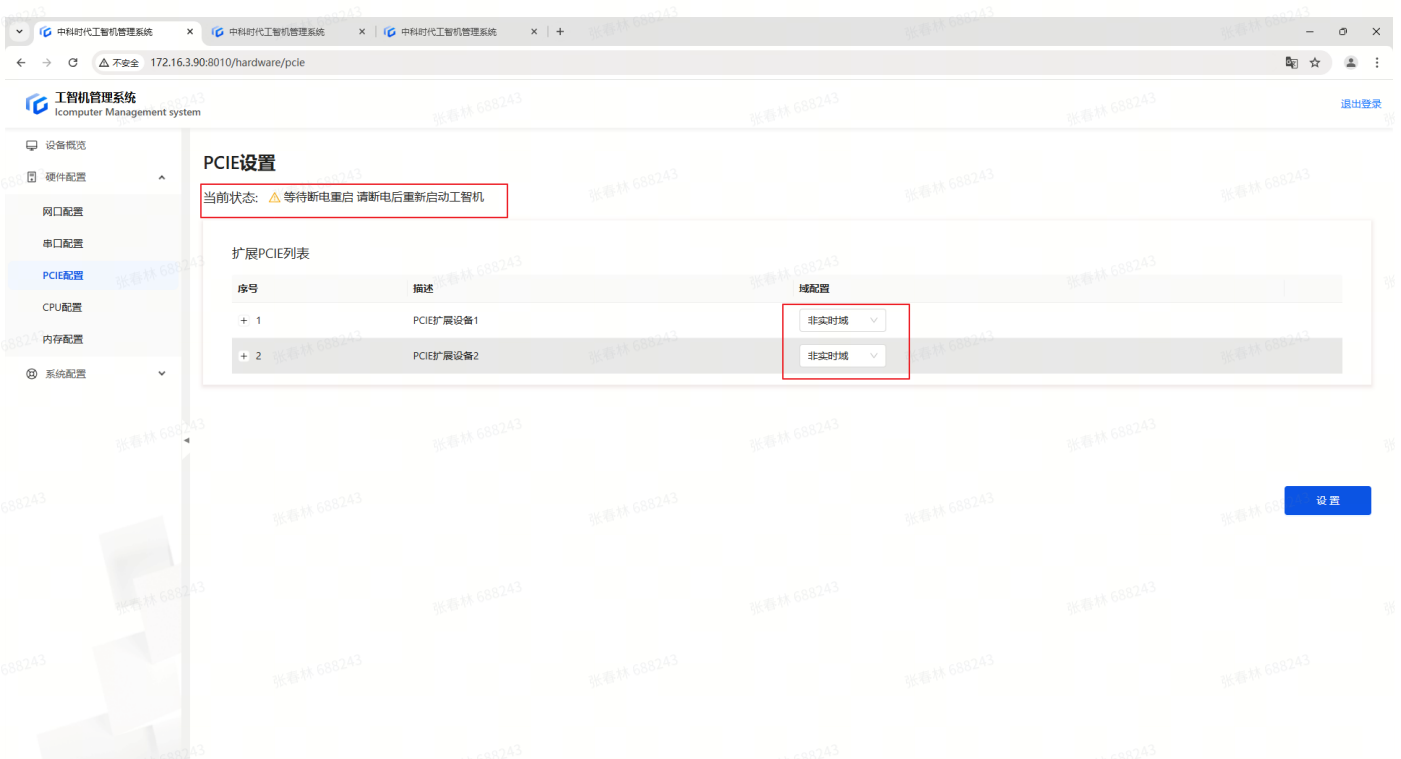 中科时代工智机管理系统
中科时代工智机管理系统
中科时代工智机管理系统
不安全 172.16.3.90:8010/hardware/pcie
工智机管理系统
Icomputer Management system
退出登录
设备概览
硬件配置
网口配置
串口配置
PCIE配置
CPU配置
内存配置
系统配置
PCIE设置
当前状态: 等待断电重启 请断电后重新启动工智机
扩展PCIE列表
序号 描述 域配置
+ 1 PCIE扩展设备1 非实时域
+ 2 PCIE扩展设备2 非实时域
设 置
张春林 688243